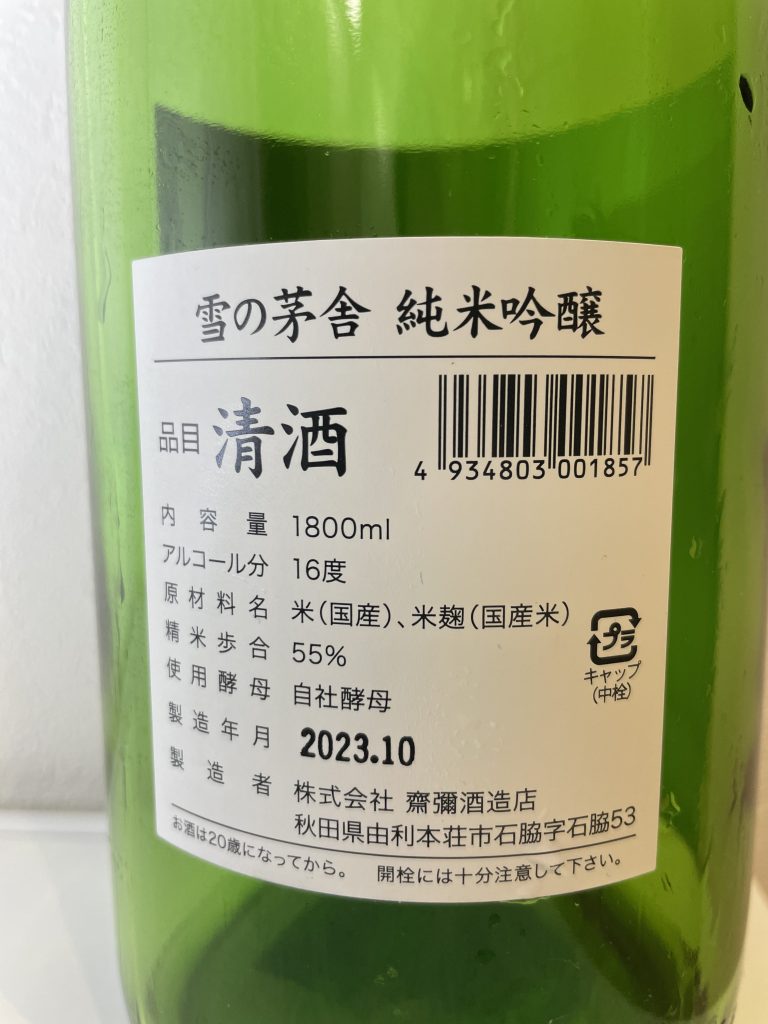 雪の茅舎 純米吟醸
品目 清酒
4 934803 001857
内容量 1800ml
アルコール分 16度
原材料名 米(国産)、米麹(国産米)
精米歩合 55%
使用酵母 自社酵母
製造年月 2023.10
製造者 株式会社 齋彌酒造店
秋田県由利本荘市石脇字石脇53
プラ
キャップ
(中栓)
お酒は20歳になってから。 開栓には十分注意して下さい。